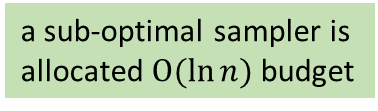 a sub-optimal sampler is
allocated O(ln n) budget